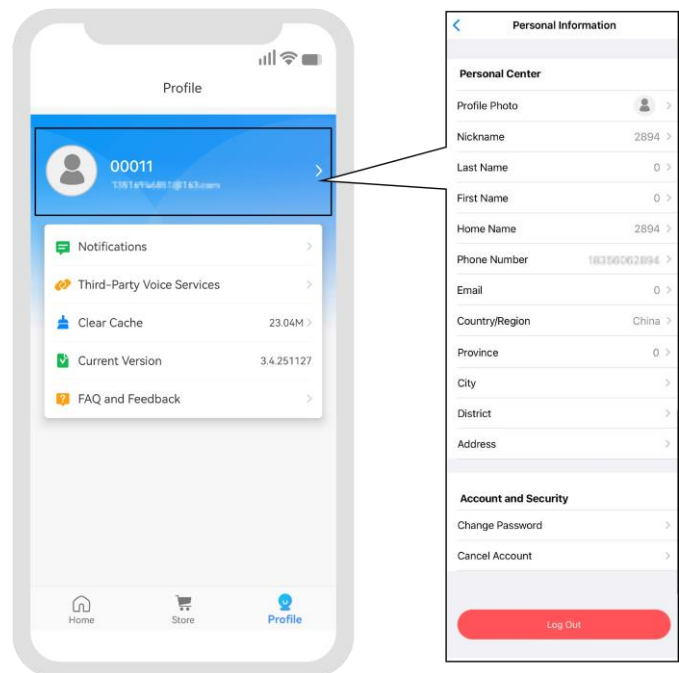 Profile
00011
Notifications
Third-Party Voice Services
Clear Cache 23.04M
Current Version 3.4.251127
FAQ and Feedback
Home Store Profile
Personal Information
Personal Center
Profile Photo
Nickname 2894
Last Name 0
First Name 0
Home Name 2894
Phone Number
Email 0
Country/Region China
Province 0
City
District
Address
Account and Security
Change Password
Cancel Account
Log Out